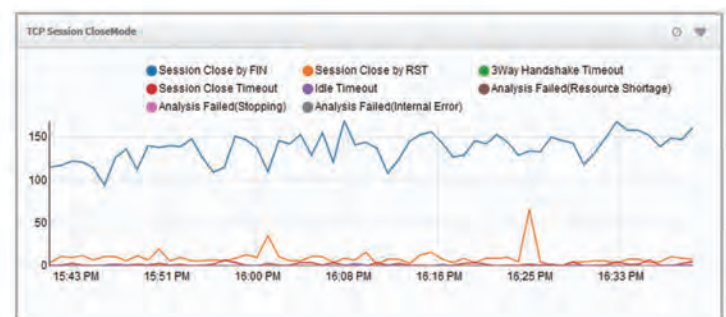 TCP Session CloseMode
Session Close by FIN Session Close by RST 3Way Handshake Timeout
Session Close Timeout Idle Timeout Analysis Failed(Resource Shortage)
Analysis Failed(Stopping) Analysis Failed(Internal Error)
150
100
50
0
15:43 PM 15:51 PM 16:00 PM 16:08 PM 16:16 PM 16:25 PM 16:33 PM